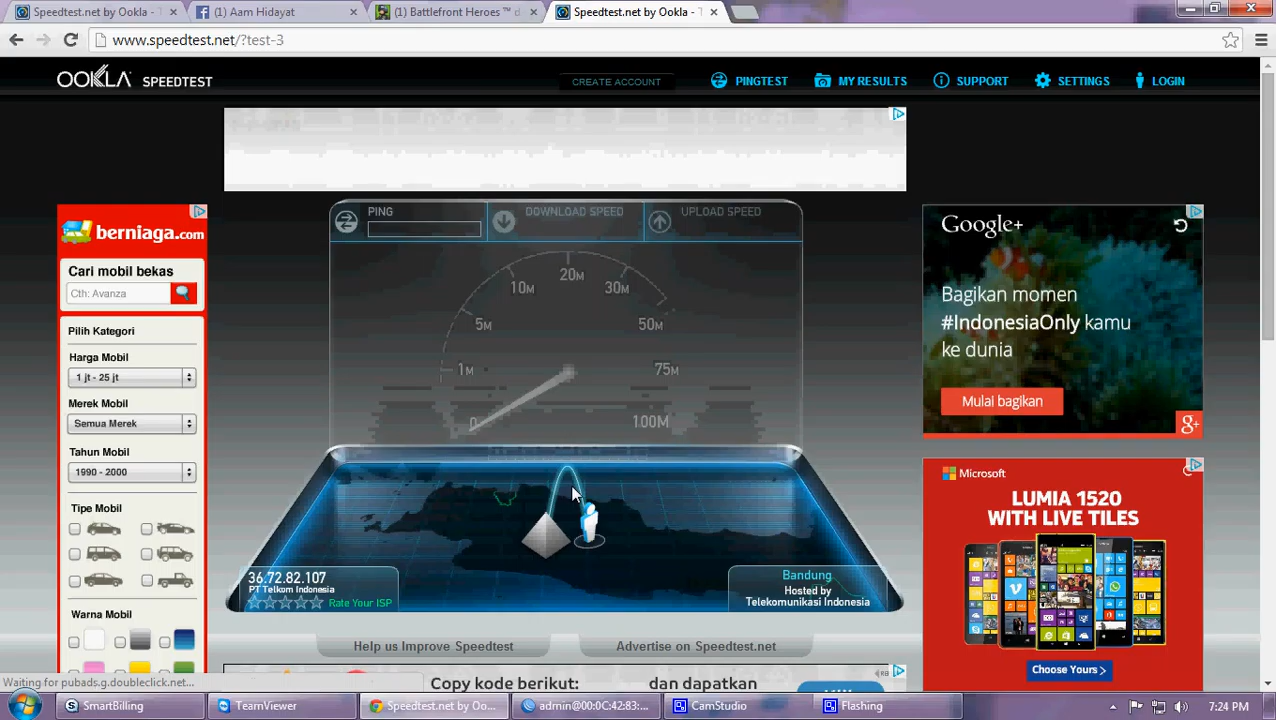 Speedtest.net by Ookla -
(1) Aam Hidayat
(1) Battlefront Heroes™ d
Speedtest.net by Ookla -
www.speedtest.net/?test-3
OOKLA SPEEDTEST
CREATE ACCOUNT
PINGTEST
MY RESULTS
SUPPORT
SETTINGS
LOGIN
PING
DOWNLOAD SPEED
UPLOAD SPEED
20M
10M
30M
5M
50M
1M
75M
0
100M
36.72.82.107
PT Telkom Indonesia
Rate Your ISP
Bandung
Hosted by
Telekomunikasi Indonesia
Help us Improve Speedtest
Advertise on Speedtest.net
berniaga.com
Cari mobil bekas
Cth: Avanza
Pilih Kategori
Harga Mobil
1 jt - 25 jt
Merek Mobil
Semua Merek
Tahun Mobil
1990 - 2000
Tipe Mobil
Warna Mobil
Google+
Bagikan momen
#IndonesiaOnly kamu
ke dunia
Mulai bagikan
g+
Microsoft
LUMIA 1520
WITH LIVE TILES
Choose Yours >
Copy kode berikut:
dan dapatkan
Waiting for pubads.g.doubleclick.net...
SmartBilling
TeamViewer
Speedtest.net by Oo...
admin@00:0C:42:83:...
CamStudio
Flashing
7:24 PM